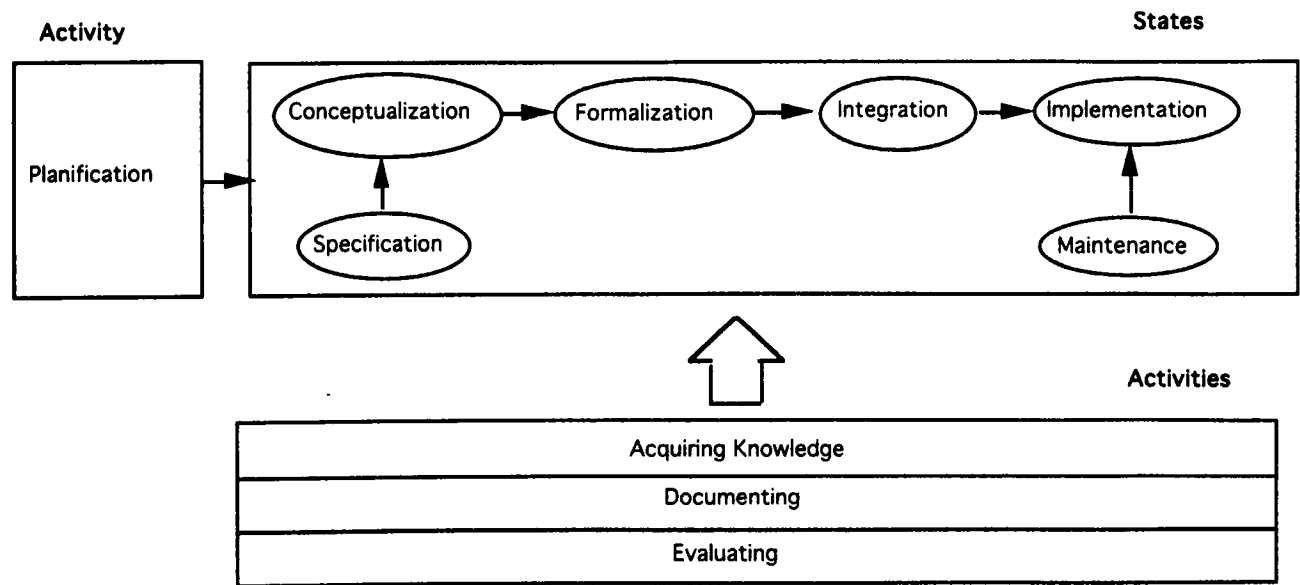 Activity
States
Conceptualization
Formalization
Integration
Implementation
Planification
Specification
Maintenance
Activities
Acquiring Knowledge
Documenting
Evaluating